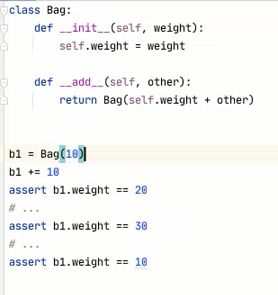 class Bag:
    def __init__(self, weight):
        self.weight = weight

    def __add__(self, other):
        return Bag(self.weight + other)


b1 = Bag(10)
b1 += 10
assert b1.weight == 20
# ...
assert b1.weight == 30
# ...
assert b1.weight == 10